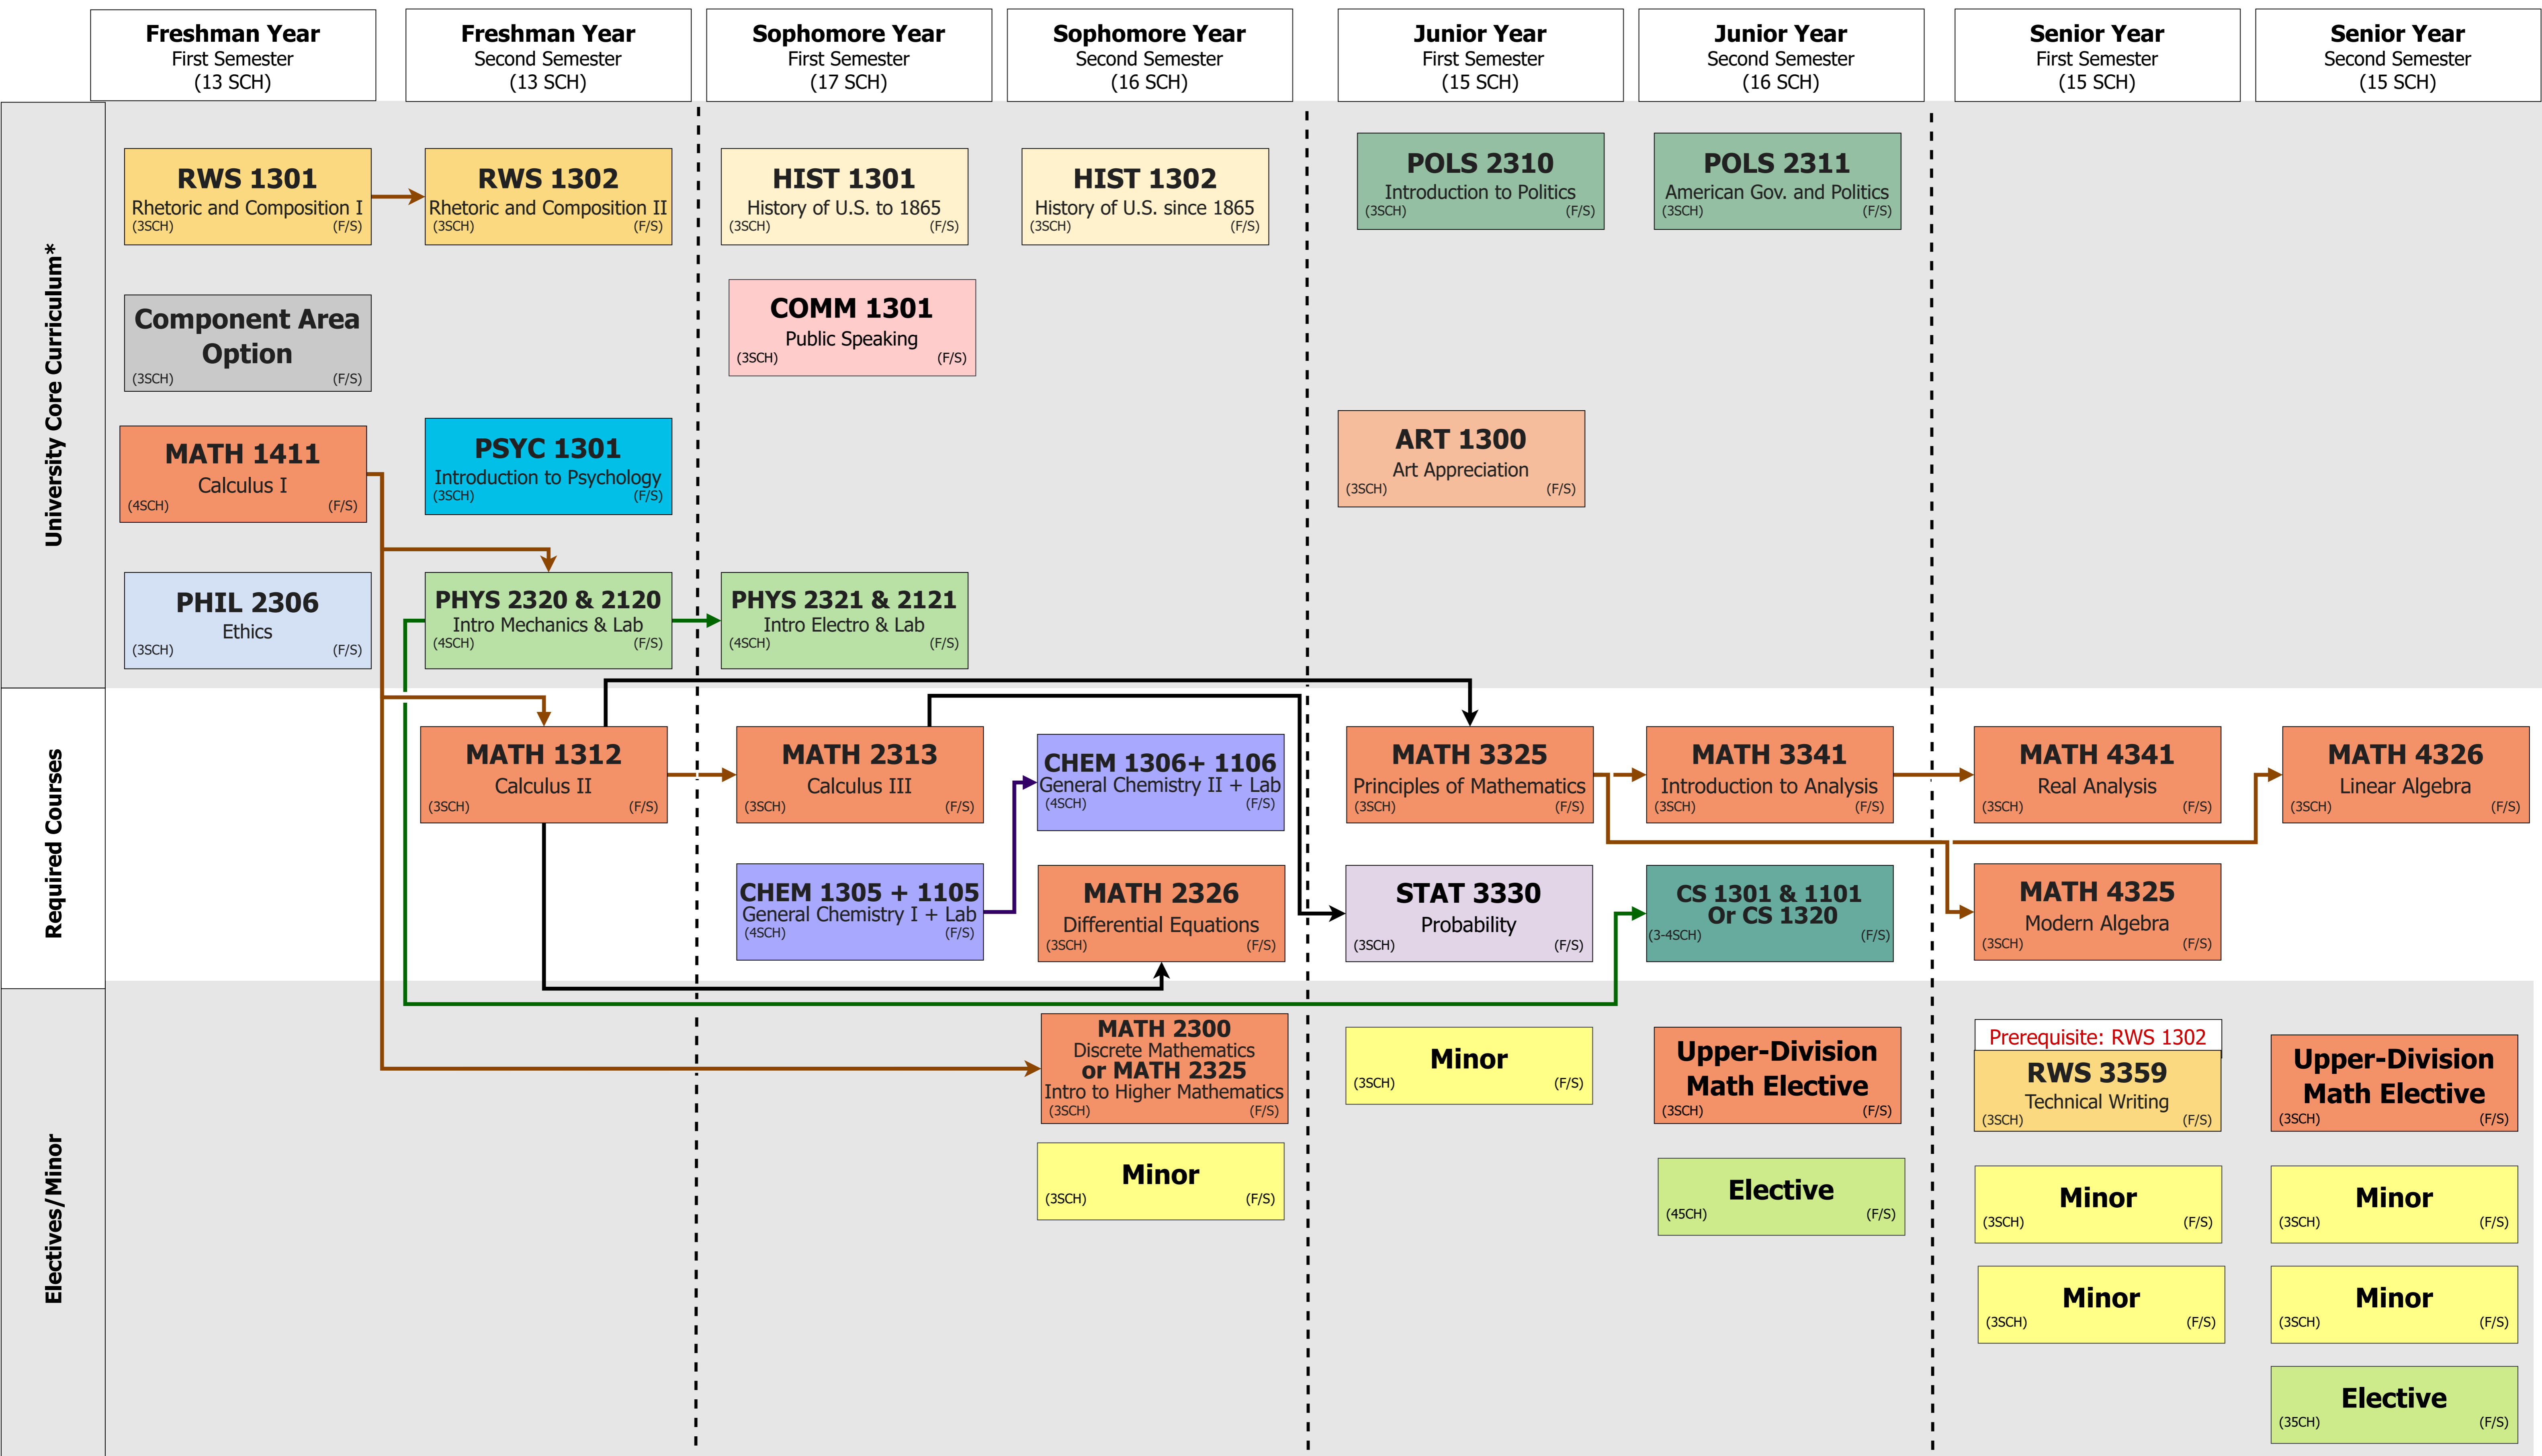 Freshman Year
First Semester
(13 SCH)
Freshman Year
Second Semester
(13 SCH)
Sophomore Year
First Semester
(17 SCH)
Sophomore Year
Second Semester
(16 SCH)
Junior Year
First Semester
(15 SCH)
Junior Year
Second Semester
(16 SCH)
Senior Year
First Semester
(15 SCH)
Senior Year
Second Semester
(15 SCH)
University Core Curriculum*
RWS 1301
Rhetoric and Composition I
(3SCH) (F/S)
RWS 1302
Rhetoric and Composition II
(3SCH) (F/S)
HIST 1301
History of U.S. to 1865
(3SCH) (F/S)
HIST 1302
History of U.S. since 1865
(3SCH) (F/S)
POLS 2310
Introduction to Politics
(3SCH) (F/S)
POLS 2311
American Gov. and Politics
(3SCH) (F/S)
Component Area
Option
(3SCH) (F/S)
COMM 1301
Public Speaking
(3SCH) (F/S)
MATH 1411
Calculus I
(4SCH) (F/S)
PSYC 1301
Introduction to Psychology
(3SCH) (F/S)
ART 1300
Art Appreciation
(3SCH) (F/S)
PHIL 2306
Ethics
(3SCH) (F/S)
PHYS 2320 & 2120
Intro Mechanics & Lab
(4SCH) (F/S)
PHYS 2321 & 2121
Intro Electro & Lab
(4SCH) (F/S)
Required Courses
MATH 1312
Calculus II
(3SCH) (F/S)
MATH 2313
Calculus III
(3SCH) (F/S)
CHEM 1306+ 1106
General Chemistry II + Lab
(4SCH) (F/S)
MATH 3325
Principles of Mathematics
(3SCH) (F/S)
MATH 3341
Introduction to Analysis
(3SCH) (F/S)
MATH 4341
Real Analysis
(3SCH) (F/S)
MATH 4326
Linear Algebra
(3SCH) (F/S)
CHEM 1305 + 1105
General Chemistry I + Lab
(4SCH) (F/S)
MATH 2326
Differential Equations
(3SCH) (F/S)
STAT 3330
Probability
(3SCH) (F/S)
CS 1301 & 1101
Or CS 1320
(3-4SCH) (F/S)
MATH 4325
Modern Algebra
(3SCH) (F/S)
Electives/Minor
MATH 2300
Discrete Mathematics
or MATH 2325
Intro to Higher Mathematics
(3SCH) (F/S)
Minor
(3SCH) (F/S)
Upper-Division
Math Elective
(3SCH) (F/S)
Prerequisite: RWS 1302
RWS 3359
Technical Writing
(3SCH) (F/S)
Upper-Division
Math Elective
(3SCH) (F/S)
Minor
(3SCH) (F/S)
Elective
(45CH) (F/S)
Minor
(3SCH) (F/S)
Minor
(3SCH) (F/S)
Minor
(3SCH) (F/S)
Minor
(3SCH) (F/S)
Elective
(35CH) (F/S)